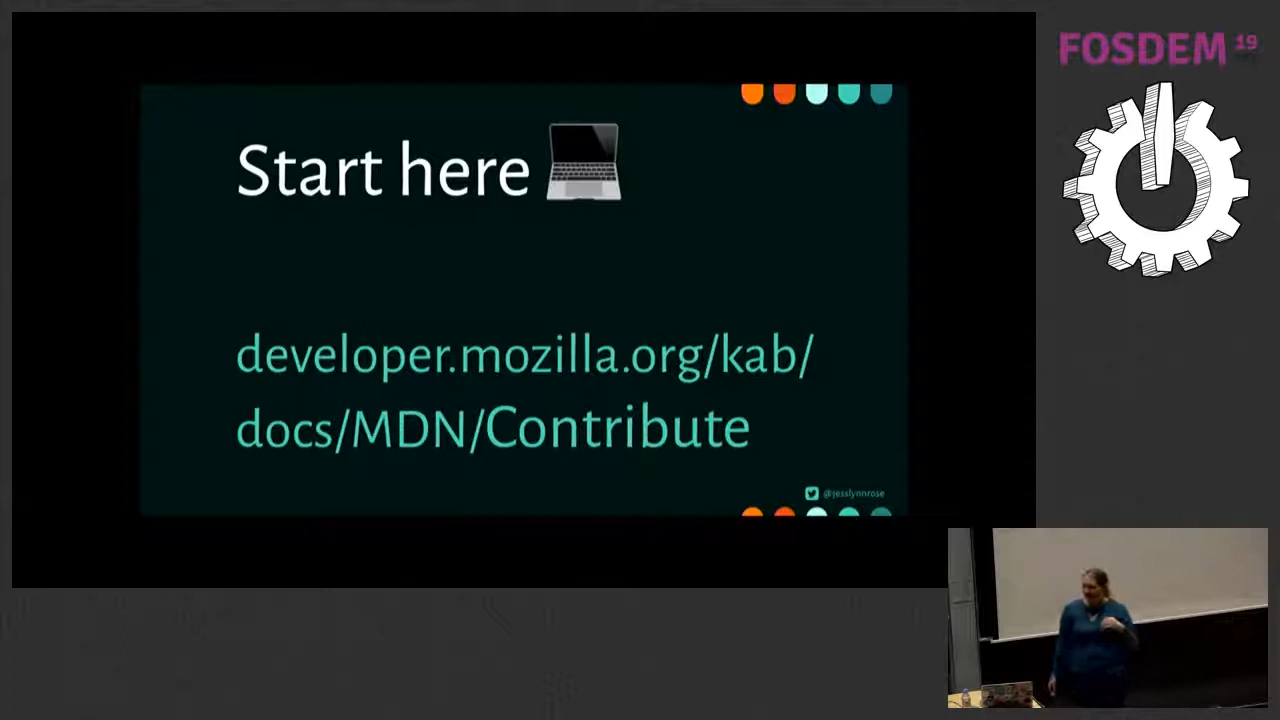 FOSDEM 19
Start here
developer.mozilla.org/kab/
docs/MDN/Contribute
@jesslynnrose